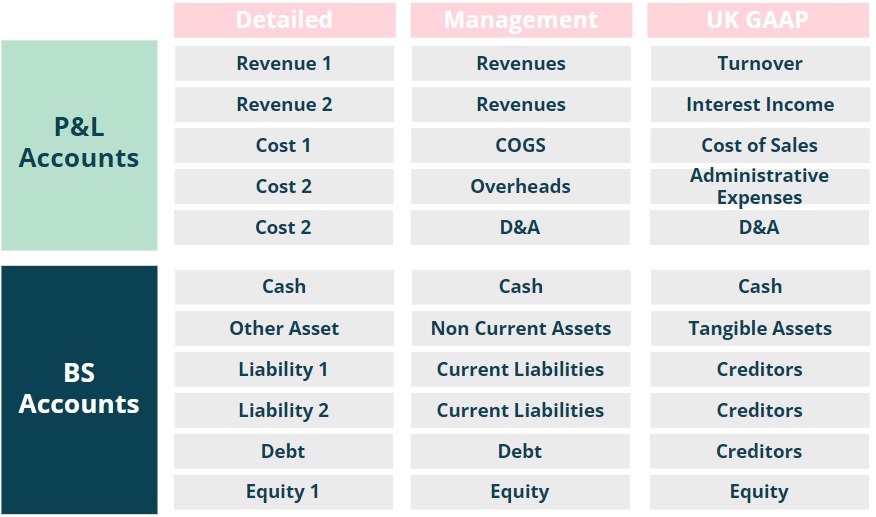 Detailed Management UK GAAP
P&L
Accounts
Revenue 1 Revenues Turnover
Revenue 2 Revenues Interest Income
Cost 1 COGS Cost of Sales
Cost 2 Overheads Administrative
Expenses
Cost 2 D&A D&A
BS
Accounts
Cash Cash Cash
Other Asset Non Current Assets Tangible Assets
Liability 1 Current Liabilities Creditors
Liability 2 Current Liabilities Creditors
Debt Debt Creditors
Equity 1 Equity Equity